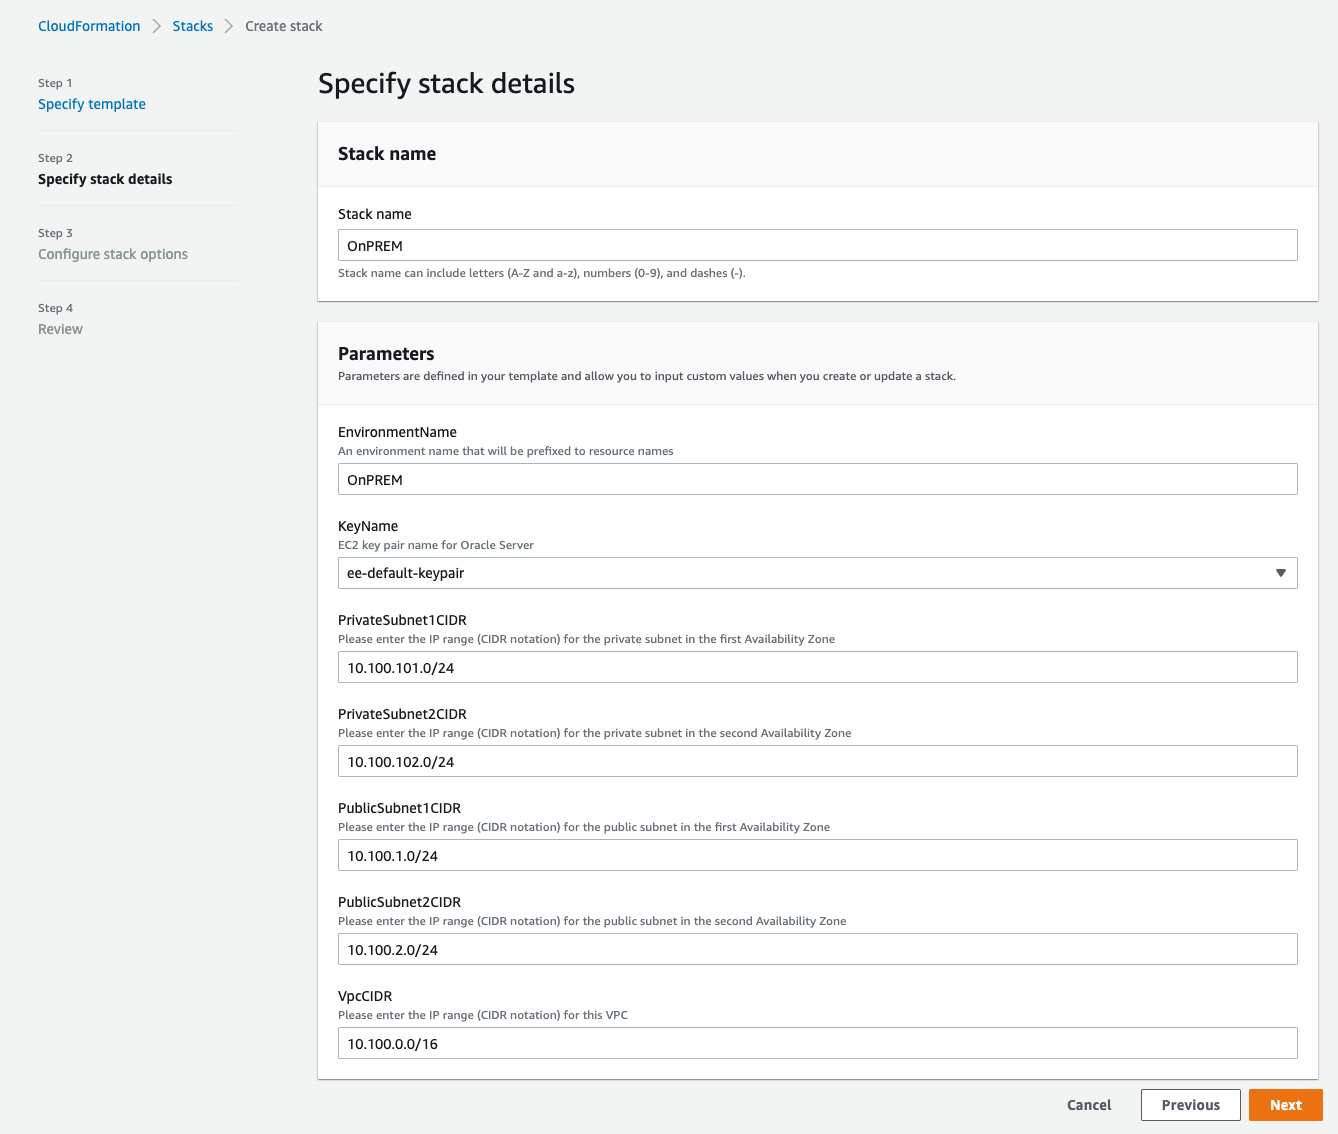 CloudFormation > Stacks > Create stack
Step 1
Specify template
Step 2
Specify stack details
Step 3
Configure stack options
Step 4
Review
Specify stack details
Stack name
Stack name
OnPREM
Stack name can include letters (A-Z and a-z), numbers (0-9), and dashes (-).
Parameters
Parameters are defined in your template and allow you to input custom values when you create or update a stack.
EnvironmentName
An environment name that will be prefixed to resource names
OnPREM
KeyName
EC2 key pair name for Oracle Server
ee-default-keypair
PrivateSubnet1CIDR
Please enter the IP range (CIDR notation) for the private subnet in the first Availability Zone
10.100.101.0/24
PrivateSubnet2CIDR
Please enter the IP range (CIDR notation) for the private subnet in the second Availability Zone
10.100.102.0/24
PublicSubnet1CIDR
Please enter the IP range (CIDR notation) for the public subnet in the first Availability Zone
10.100.1.0/24
PublicSubnet2CIDR
Please enter the IP range (CIDR notation) for the public subnet in the second Availability Zone
10.100.2.0/24
VpcCIDR
Please enter the IP range (CIDR notation) for this VPC
10.100.0.0/16
Cancel Previous Next